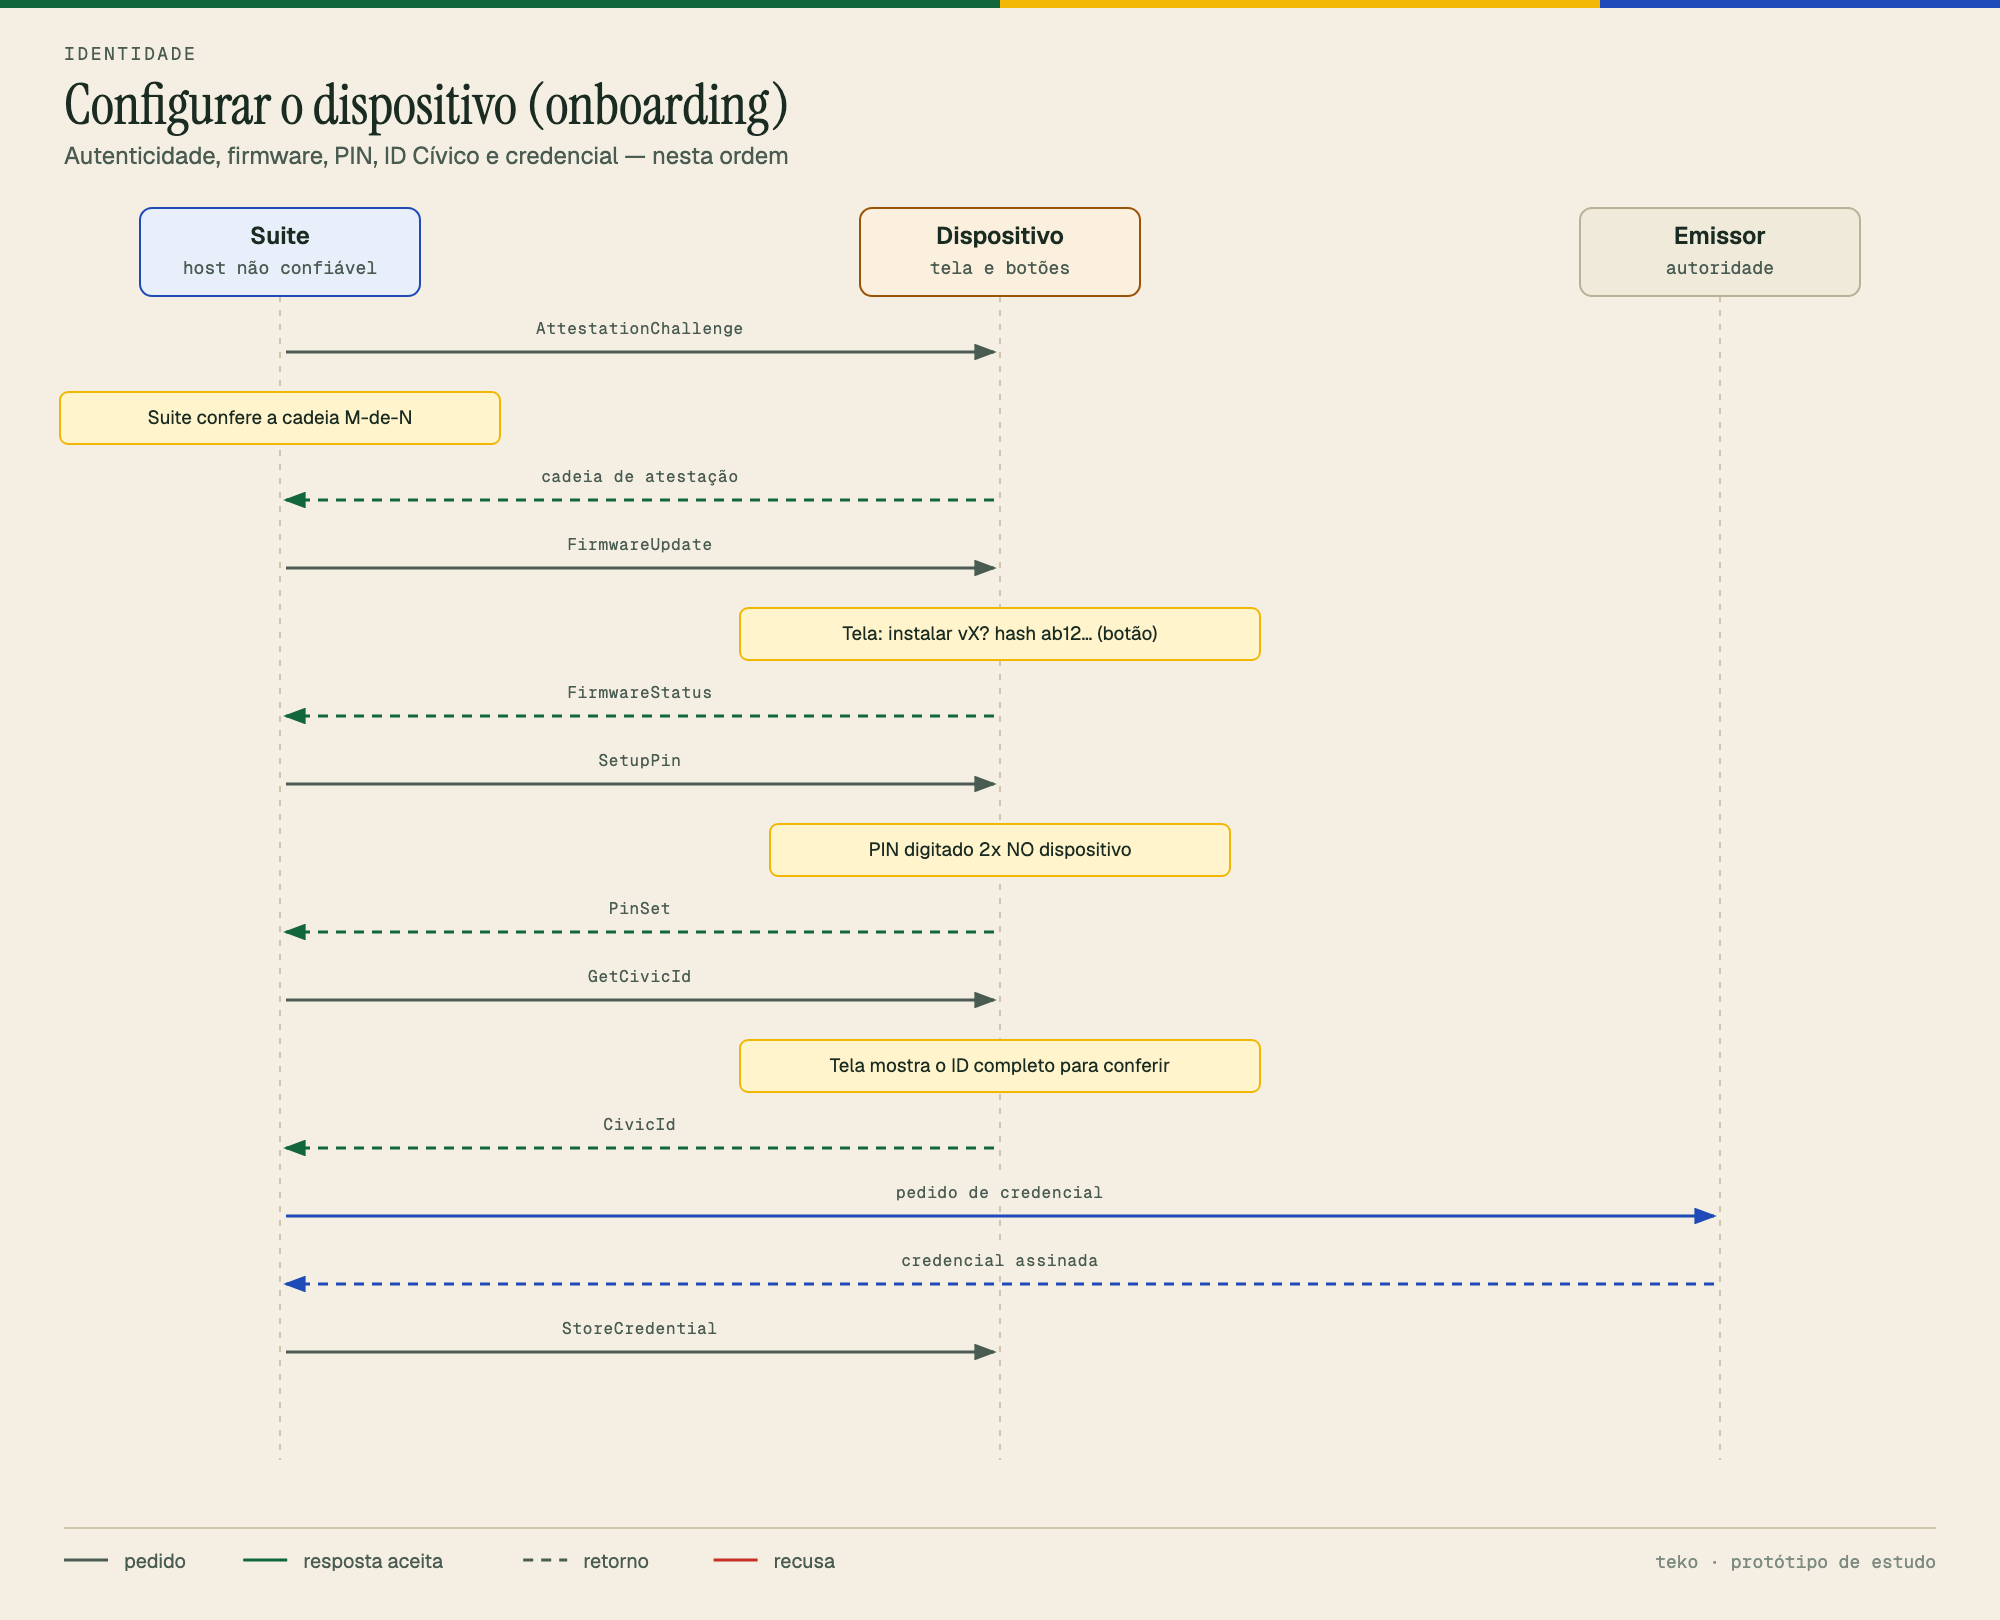 IDENTIDADE
Configurar o dispositivo (onboarding)
Autenticidade, firmware, PIN, ID Cívico e credencial — nesta ordem
Suite
host não confiável
Dispositivo
tela e botões
Emissor
autoridade
AttestationChallenge
Suite confere a cadeia M-de-N
cadeia de atestação
FirmwareUpdate
Tela: instalar vX? hash ab12… (botão)
FirmwareStatus
SetupPin
PIN digitado 2x NO dispositivo
PinSet
GetCivicId
Tela mostra o ID completo para conferir
CivicId
pedido de credencial
credencial assinada
StoreCredential
pedido
resposta aceita
retorno
recusa
teko · protótipo de estudo